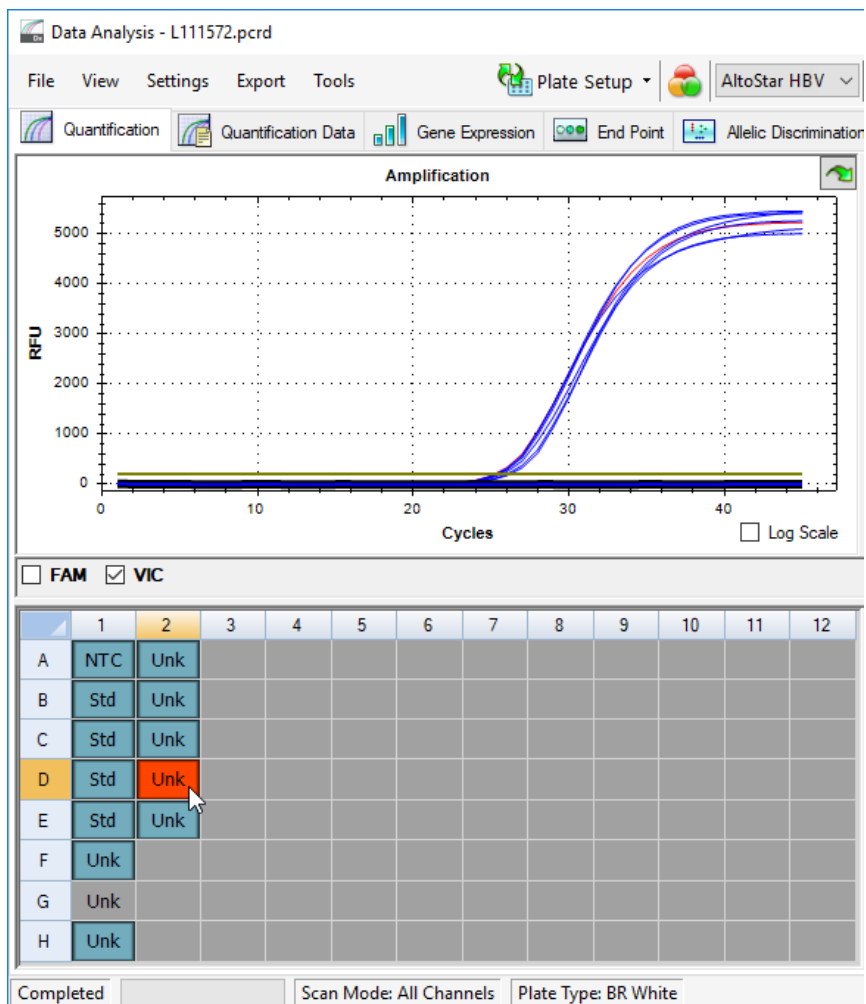 Data Analysis - L111572.pcrd
File View Settings Export Tools Plate Setup AltoStar HBV
Quantification Quantification Data Gene Expression End Point Allelic Discrimination
Amplification
5000
4000
3000
2000
1000
0
RFU
0 10 20 30 40
Cycles
Log Scale
FAM VIC
1 2 3 4 5 6 7 8 9 10 11 12
A NTC Unk
B Std Unk
C Std Unk
D Std Unk
E Std Unk
F Unk
G Unk
H Unk
Completed Scan Mode: All Channels Plate Type: BR White